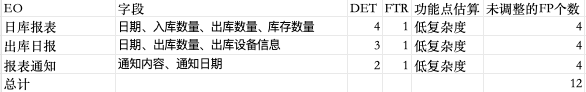 EO 字段 DET FTR 功能点估算 未调整的FP个数
日库报表 日期、入库数量、出库数量、库存数量 4 1 低复杂度 4
出库日报 日期、出库数量、出库设备信息 3 1 低复杂度 4
报表通知 通知内容、通知日期 2 1 低复杂度 4
总计 12